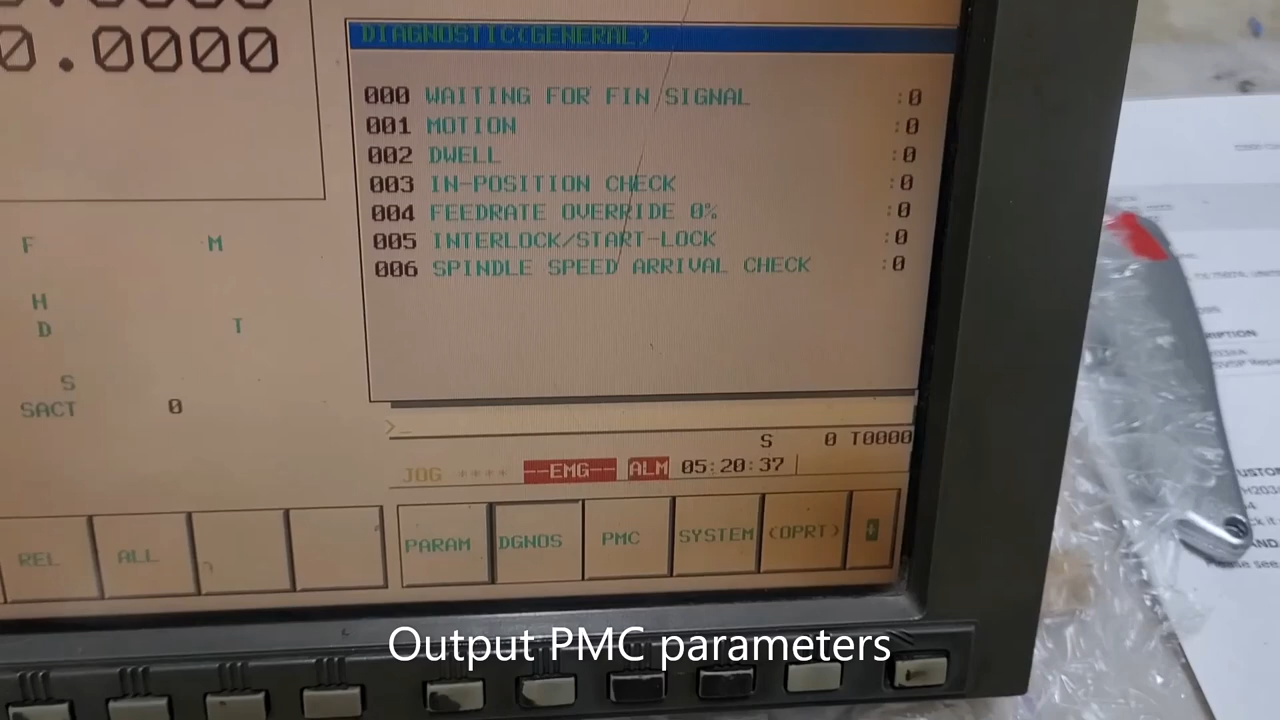 0.0000
DIAGNOSTIC(GENERAL)
000 WAITING FOR FIN SIGNAL :0
001 MOTION :0
002 DWELL :0
003 IN-POSITION CHECK :0
004 FEEDRATE OVERRIDE 0% :0
005 INTERLOCK/START-LOCK :0
006 SPINDLE SPEED ARRIVAL CHECK :0
F M
H
D T
S
SACT 0
>_
S 0 T0000
JOG **** --EMG-- ALM 05:20:37
REL ALL PARAM DGNOS PMC SYSTEM (OPRT) +
Output PMC parameters